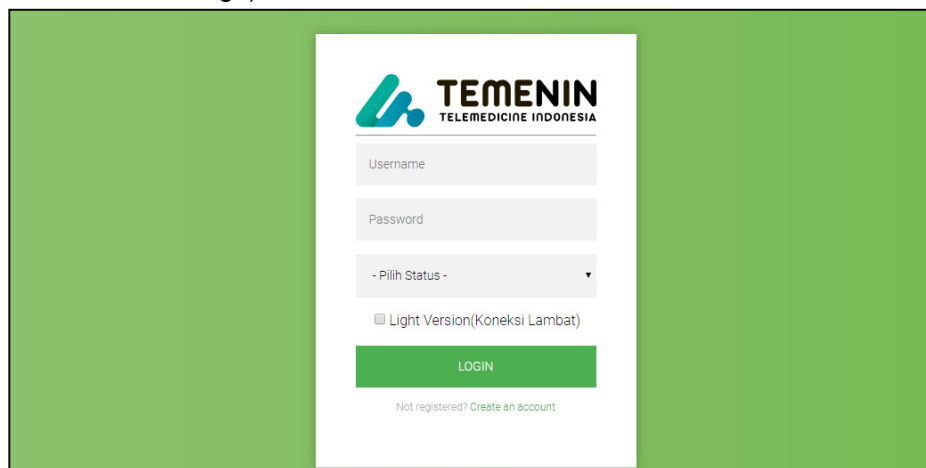 TEMENIN
TELEMEDICINE INDONESIA
Username
Password
- Pilih Status -
Light Version(Koneksi Lambat)
LOGIN
Not registered? Create an account